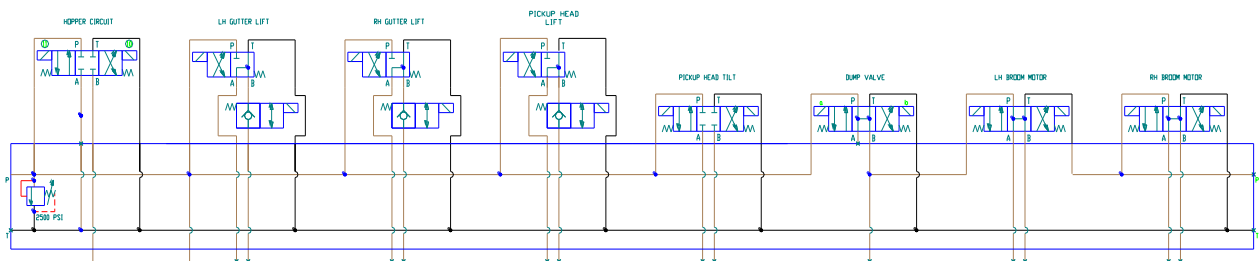 HOPPER CIRCUIT
LH GUTTER LIFT
RH GUTTER LIFT
PICKUP HEAD
LIFT
PICKUP HEAD TILT
DUMP VALVE
LH BROOM MOTOR
RH BROOM MOTOR
P T
A B
P T
A B
P T
A B
P T
A B
P T
A B
P T
A B
P T
A B
P T
A B
P
P
2500 PSI
T
T